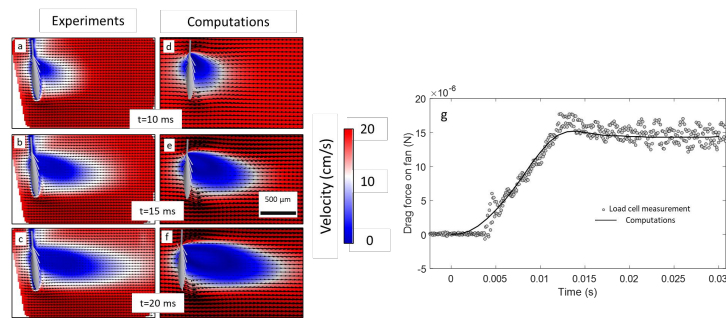 Experiments
Computations
a
d
t=10 ms
b
e
t=15 ms
500 µm
c
f
t=20 ms
Velocity (cm/s)
20
10
0
×10⁻⁶
g
20
15
10
5
0
-5
Drag force on fan (N)
Load cell measurement
Computations
0 0.005 0.01 0.015 0.02 0.025 0.03
Time (s)